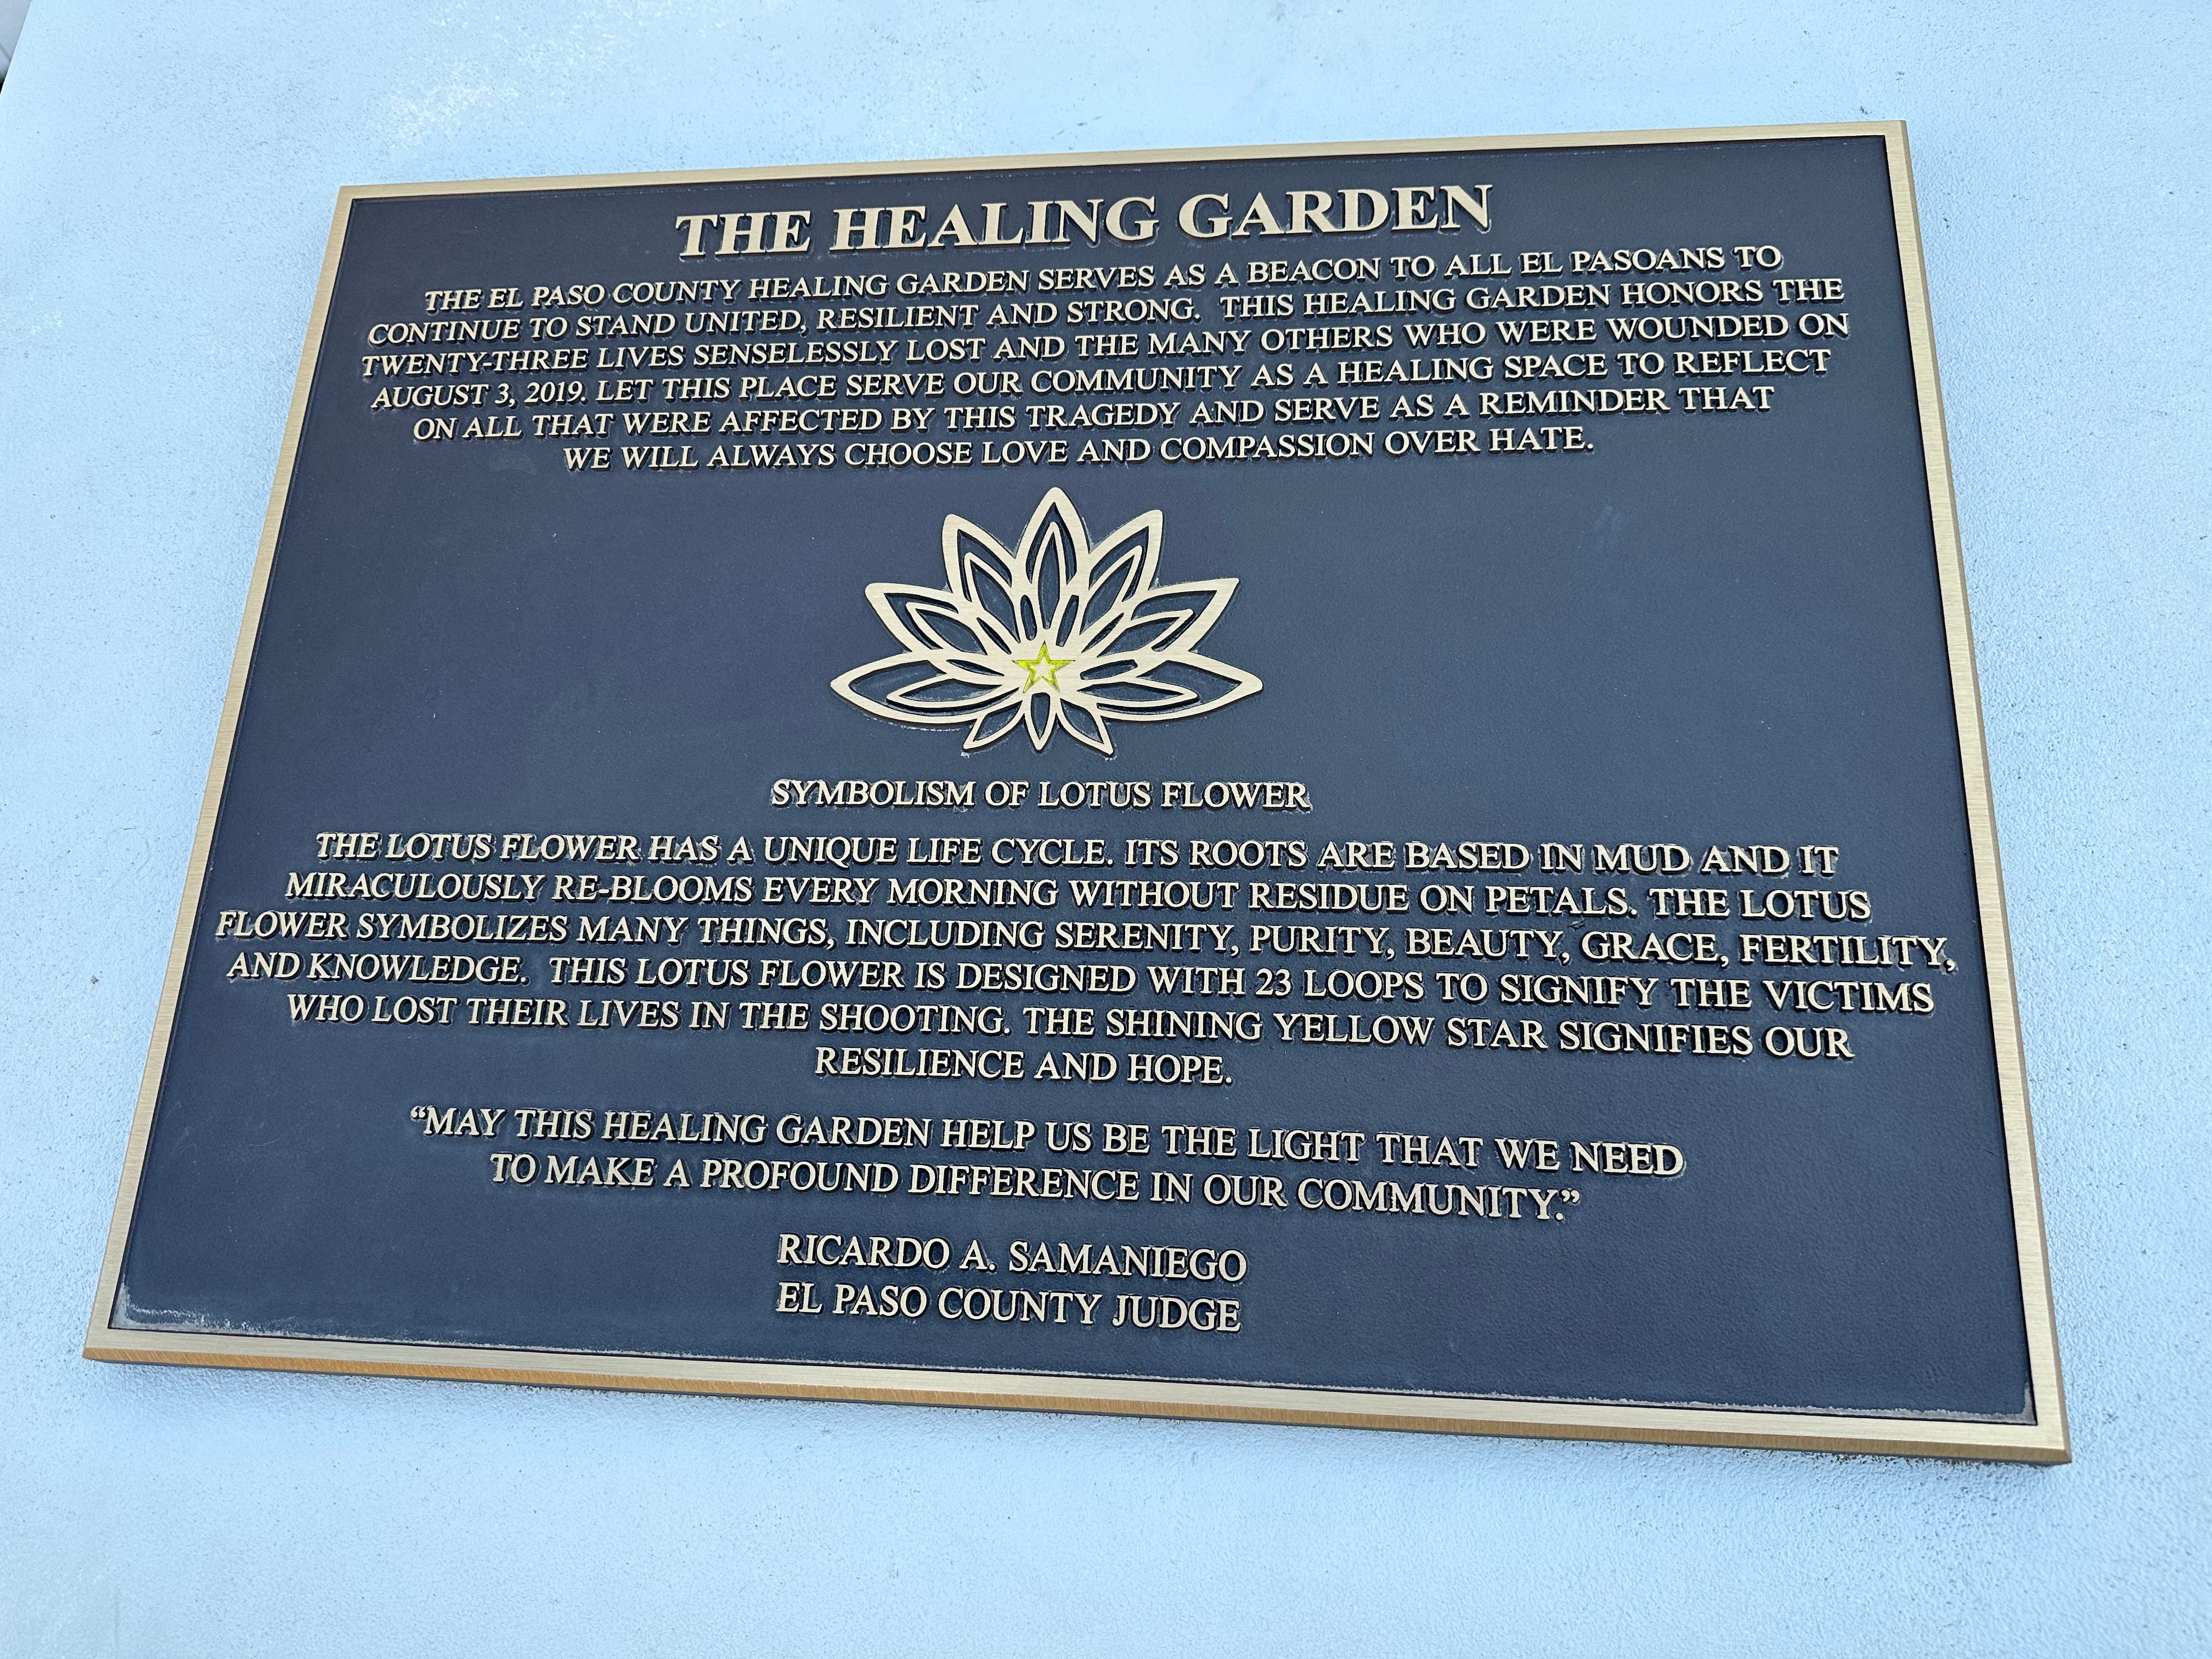 THE HEALING GARDEN
THE EL PASO COUNTY HEALING GARDEN SERVES AS A BEACON TO ALL EL PASOANS TO
CONTINUE TO STAND UNITED, RESILIENT AND STRONG. THIS HEALING GARDEN HONORS THE
TWENTY-THREE LIVES SENSELESSLY LOST AND THE MANY OTHERS WHO WERE WOUNDED ON
AUGUST 3, 2019. LET THIS PLACE SERVE OUR COMMUNITY AS A HEALING SPACE TO REFLECT
ON ALL THAT WERE AFFECTED BY THIS TRAGEDY AND SERVE AS A REMINDER THAT
WE WILL ALWAYS CHOOSE LOVE AND COMPASSION OVER HATE.
SYMBOLISM OF LOTUS FLOWER
THE LOTUS FLOWER HAS A UNIQUE LIFE CYCLE. ITS ROOTS ARE BASED IN MUD AND IT
MIRACULOUSLY RE-BLOOMS EVERY MORNING WITHOUT RESIDUE ON PETALS. THE LOTUS
FLOWER SYMBOLIZES MANY THINGS, INCLUDING SERENITY, PURITY, BEAUTY, GRACE, FERTILITY,
AND KNOWLEDGE. THIS LOTUS FLOWER IS DESIGNED WITH 23 LOOPS TO SIGNIFY THE VICTIMS
WHO LOST THEIR LIVES IN THE SHOOTING. THE SHINING YELLOW STAR SIGNIFIES OUR
RESILIENCE AND HOPE.
“MAY THIS HEALING GARDEN HELP US BE THE LIGHT THAT WE NEED
TO MAKE A PROFOUND DIFFERENCE IN OUR COMMUNITY.”
RICARDO A. SAMANIEGO
EL PASO COUNTY JUDGE